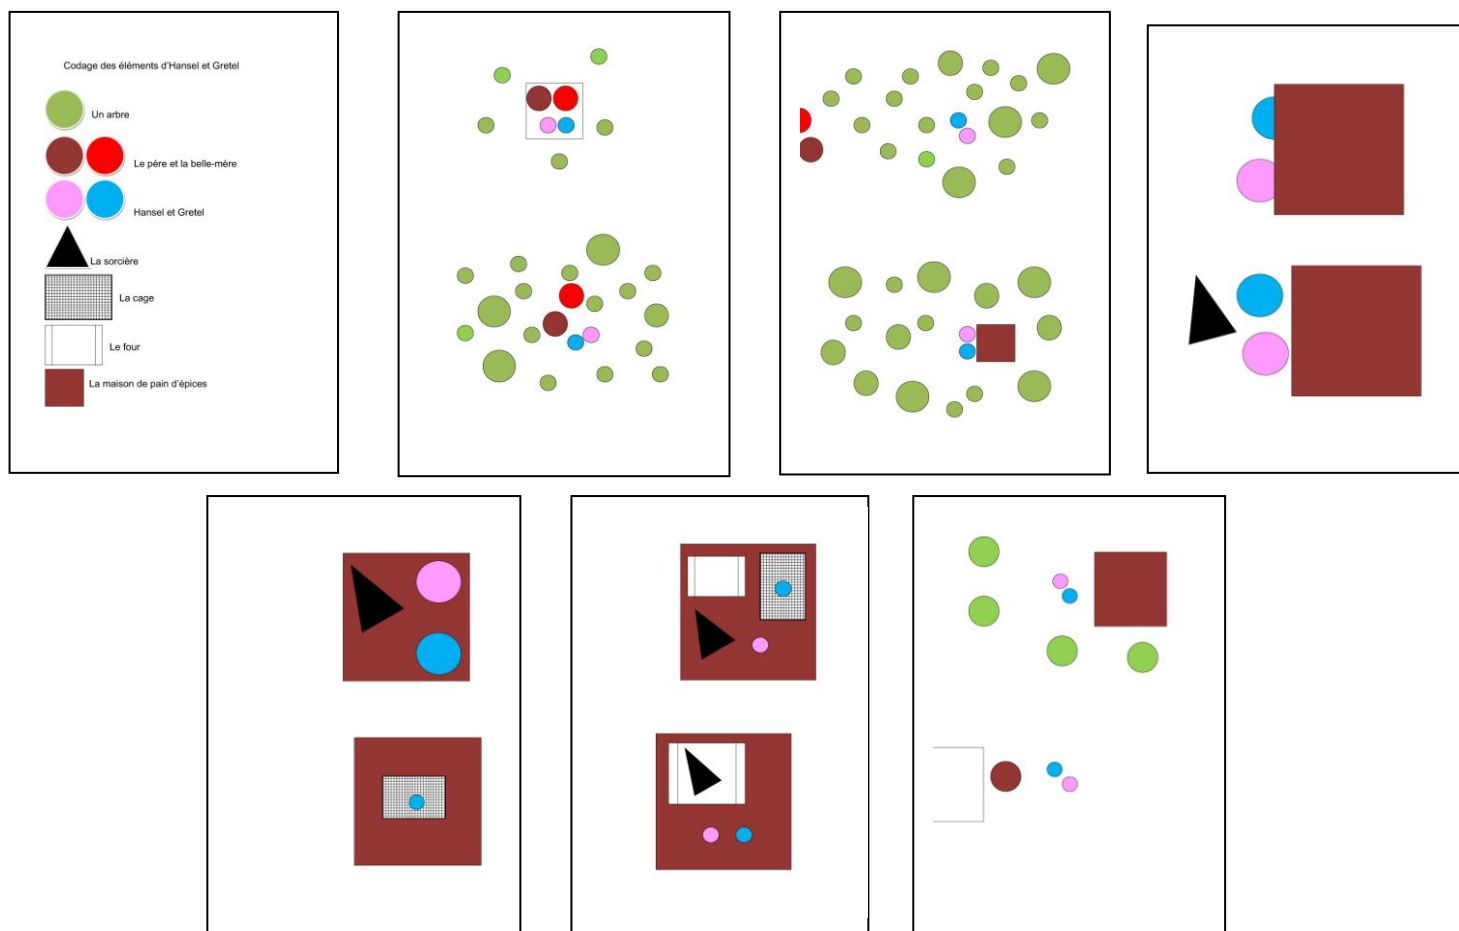 Codage des éléments d'Hansel et Gretel
Un arbre
Le père et la belle-mère
Hansel et Gretel
La sorcière
La cage
Le four
La maison de pain d'épices